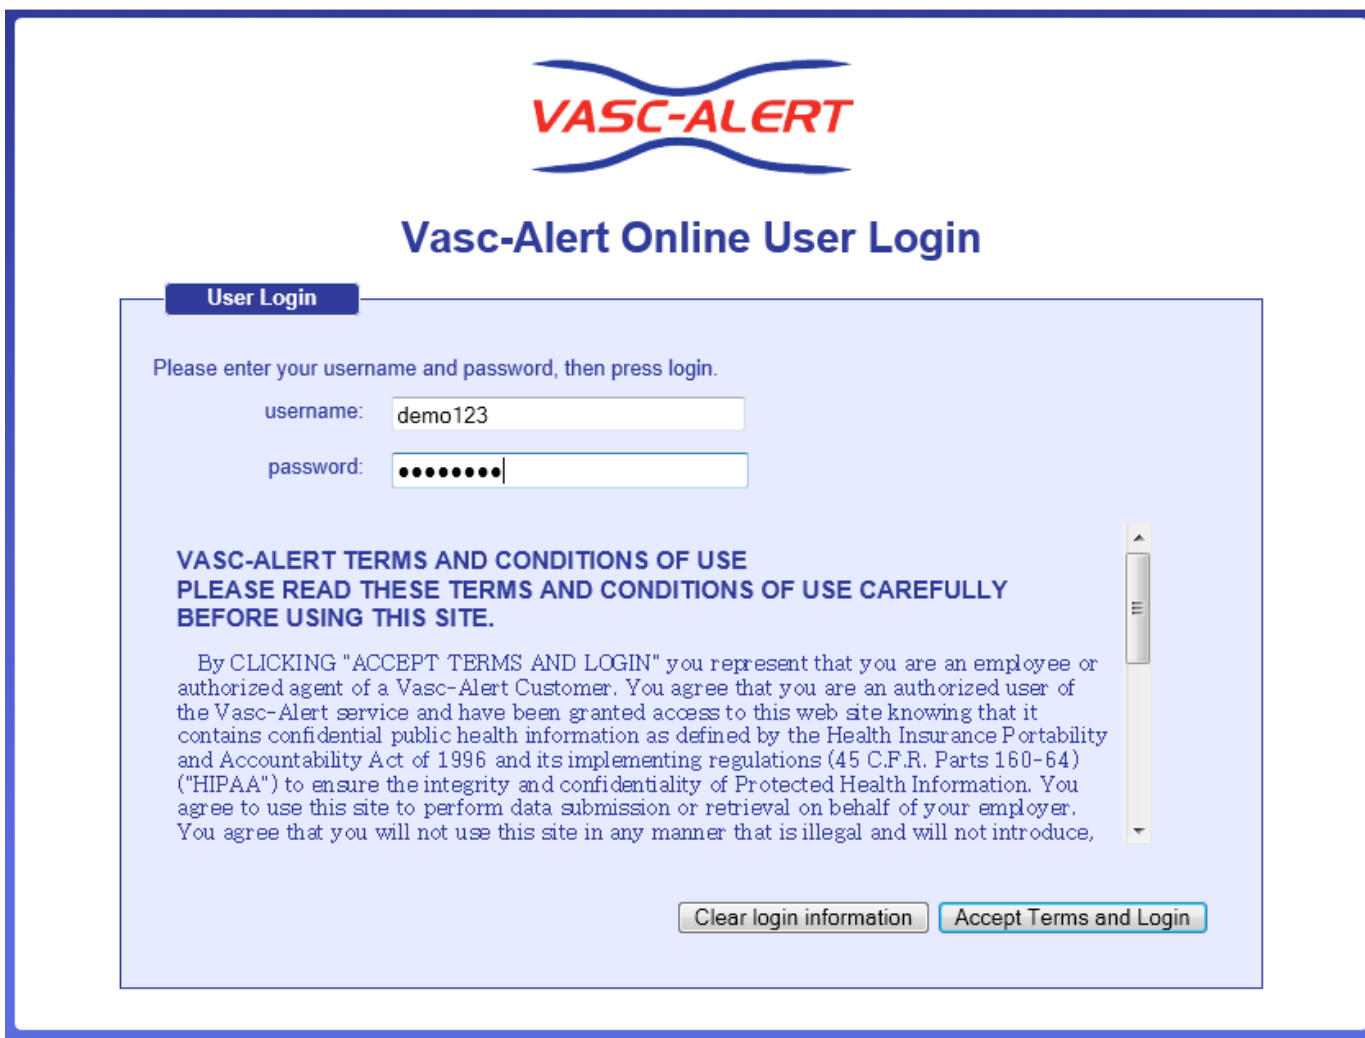 VASC-ALERT
Vasc-Alert Online User Login
User Login
Please enter your username and password, then press login.
username: demo123
password: ●●●●●●●●
VASC-ALERT TERMS AND CONDITIONS OF USE
PLEASE READ THESE TERMS AND CONDITIONS OF USE CAREFULLY
BEFORE USING THIS SITE.
By CLICKING "ACCEPT TERMS AND LOGIN" you represent that you are an employee or
authorized agent of a Vasc-Alert Customer. You agree that you are an authorized user of
the Vasc-Alert service and have been granted access to this web site knowing that it
contains confidential public health information as defined by the Health Insurance Portability
and Accountability Act of 1996 and its implementing regulations (45 C.F.R. Parts 160-64)
("HIPAA") to ensure the integrity and confidentiality of Protected Health Information. You
agree to use this site to perform data submission or retrieval on behalf of your employer.
You agree that you will not use this site in any manner that is illegal and will not introduce,
Clear login information Accept Terms and Login